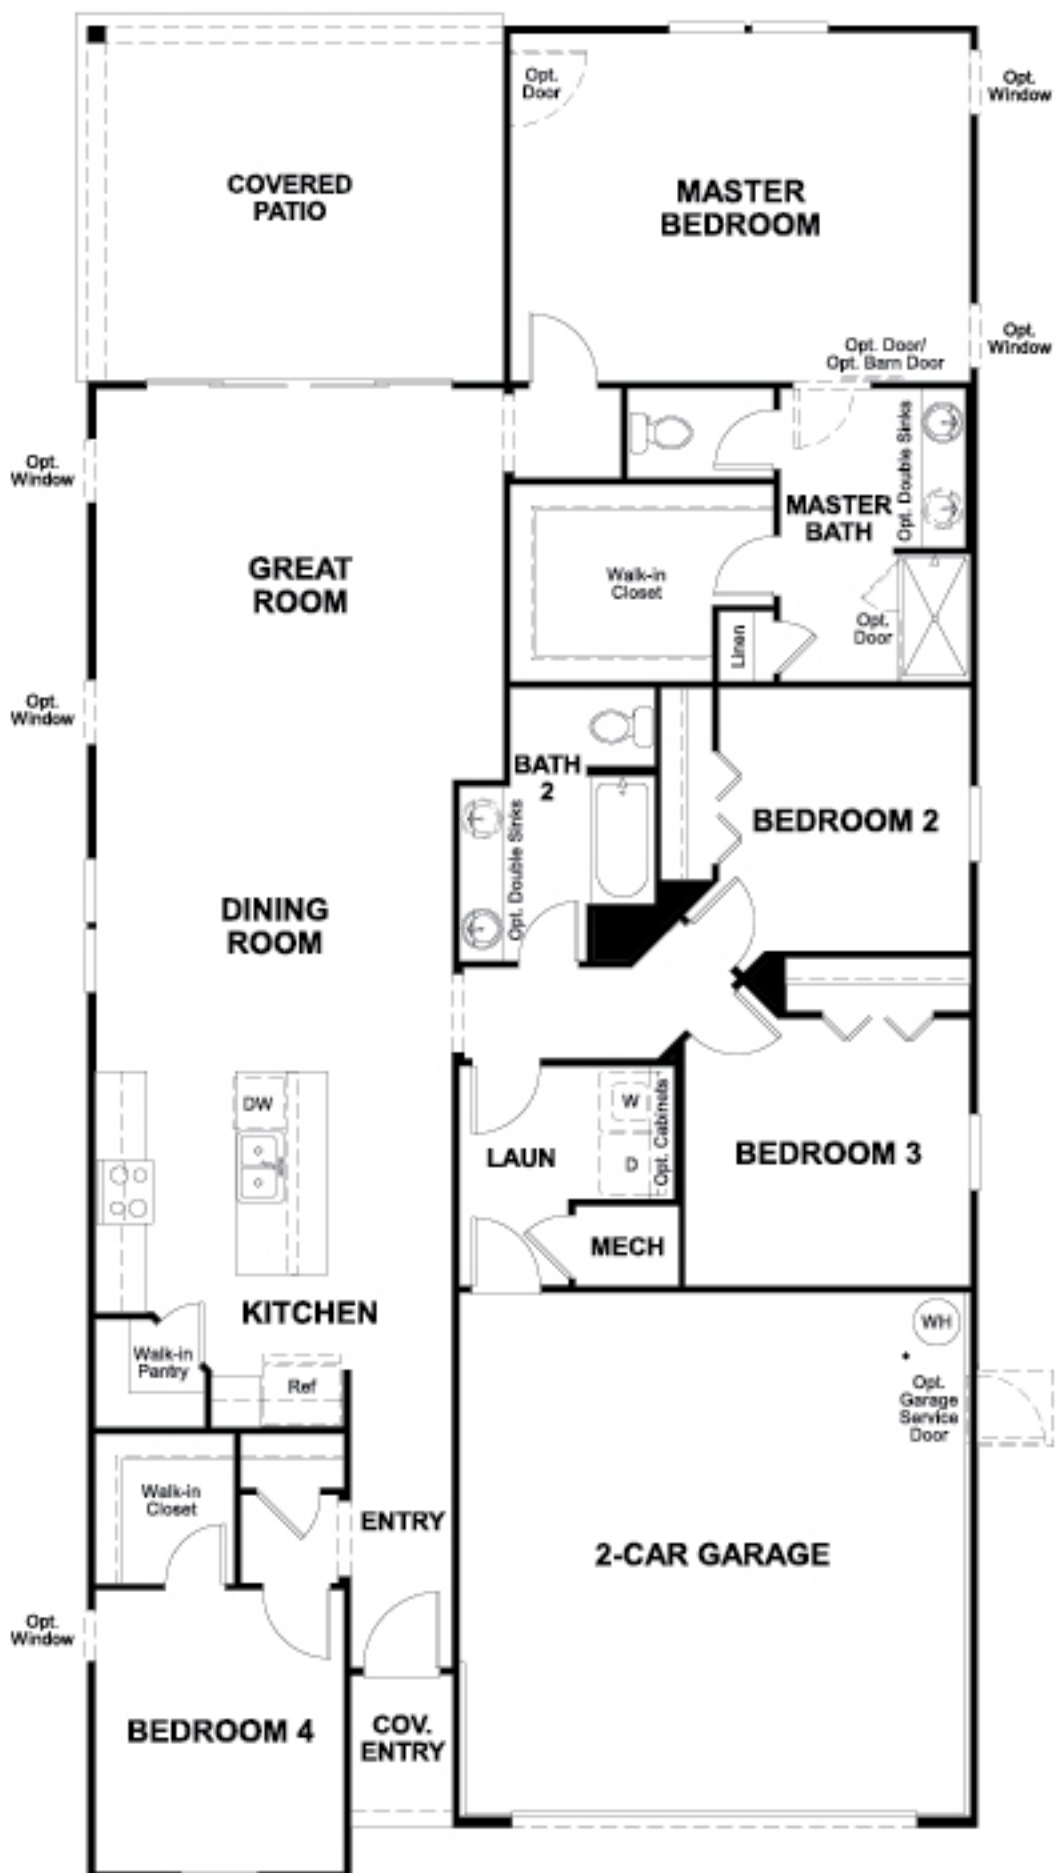 Opt.
Door
Opt.
Window
COVERED
PATIO
MASTER
BEDROOM
Opt.
Window
Opt. Door/
Opt. Barn Door
Opt. Double Sinks
Opt.
Window
MASTER
BATH
GREAT
ROOM
Walk-in
Closet
Linen
Opt.
Door
Opt.
Window
BATH
2
Opt. Double Sinks
BEDROOM 2
DINING
ROOM
DW
W
D
Opt. Cabinets
LAUN
BEDROOM 3
MECH
KITCHEN
WH
Walk-in
Pantry
Ref
Opt.
Garage
Service
Door
Walk-in
Closet
ENTRY
2-CAR GARAGE
Opt.
Window
BEDROOM 4
COV.
ENTRY